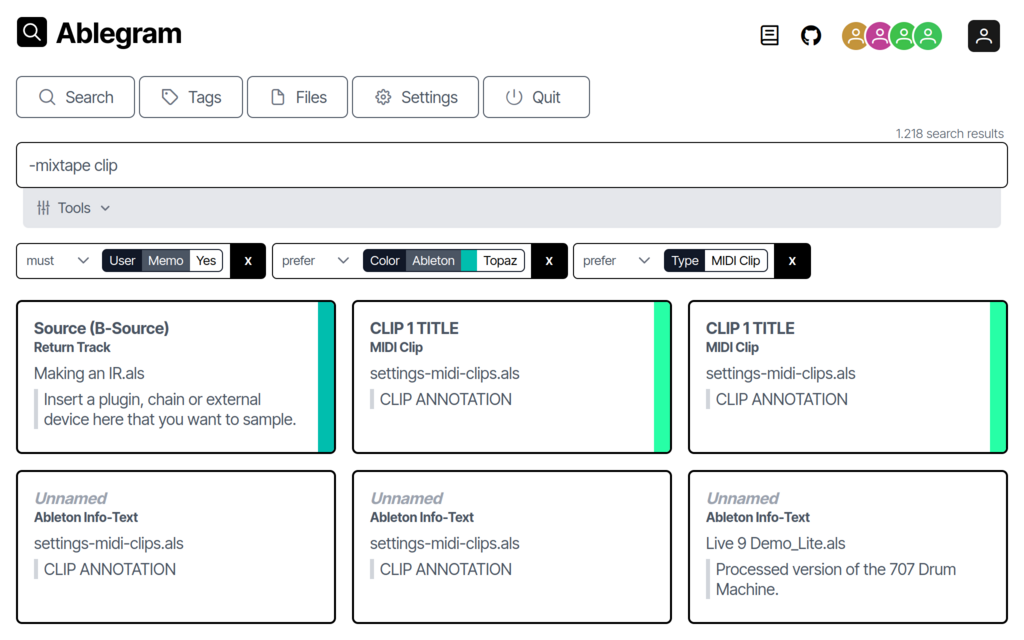 Ablegram
Search Tags Files Settings Quit
1.218 search results
-mixtape clip
Tools
must User Memo Yes x prefer Color Ableton Topaz x prefer Type MIDI Clip x
Source (B-Source)
Return Track
Making an IR.als
Insert a plugin, chain or external
device here that you want to sample.
CLIP 1 TITLE
MIDI Clip
settings-midi-clips.als
CLIP ANNOTATION
CLIP 1 TITLE
MIDI Clip
settings-midi-clips.als
CLIP ANNOTATION
Unnamed
Ableton Info-Text
settings-midi-clips.als
CLIP ANNOTATION
Unnamed
Ableton Info-Text
settings-midi-clips.als
CLIP ANNOTATION
Unnamed
Ableton Info-Text
Live 9 Demo_Lite.als
Processed version of the 707 Drum
Machine.